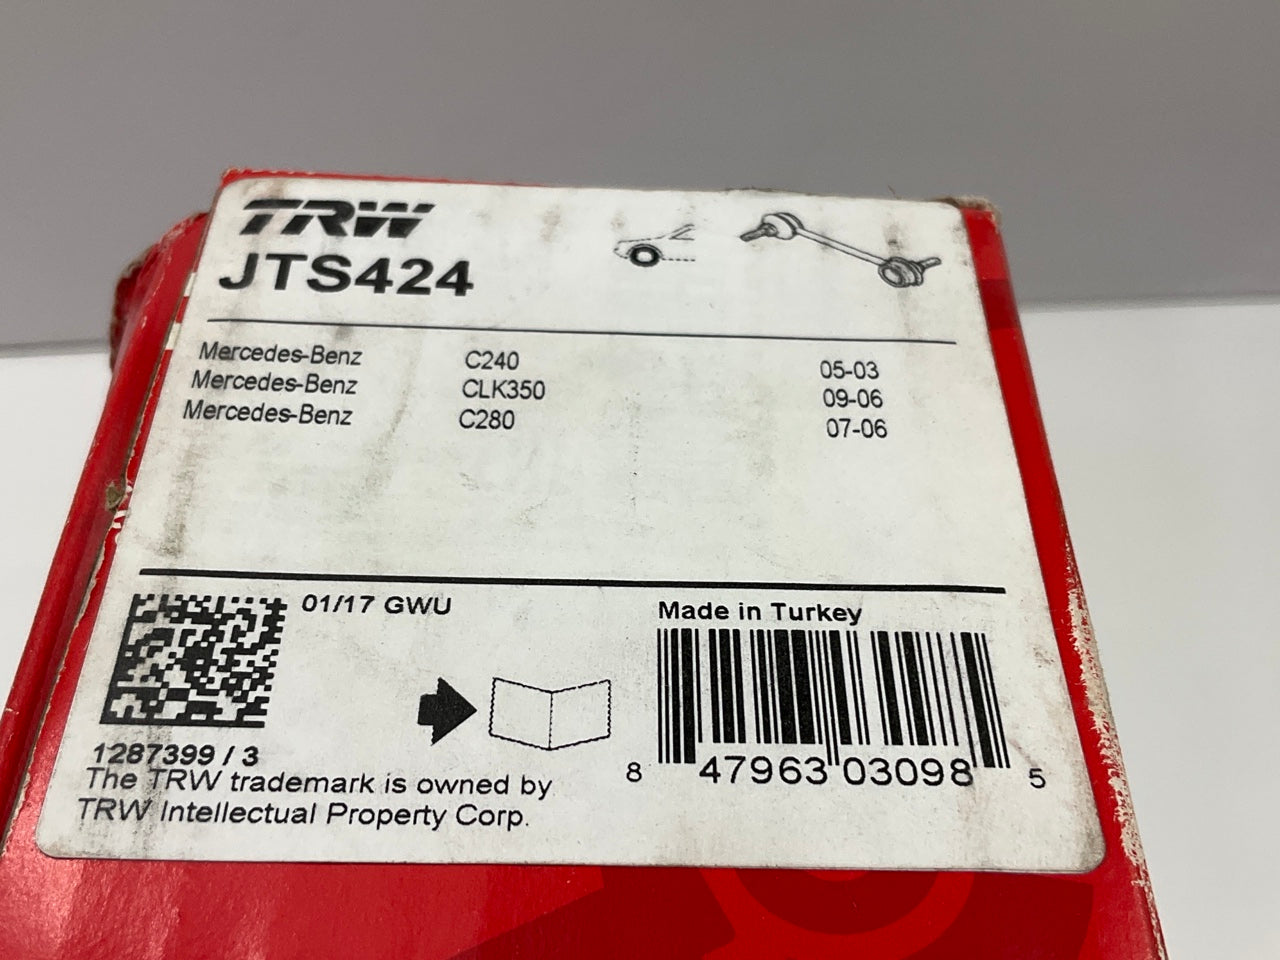 TRW
JTS424
Mercedes-Benz C240 05-03
Mercedes-Benz CLK350 09-06
Mercedes-Benz C280 07-06
01/17 GWU
Made in Turkey
1287399 / 3
The TRW trademark is owned by
TRW Intellectual Property Corp.
8 47963 03098 5